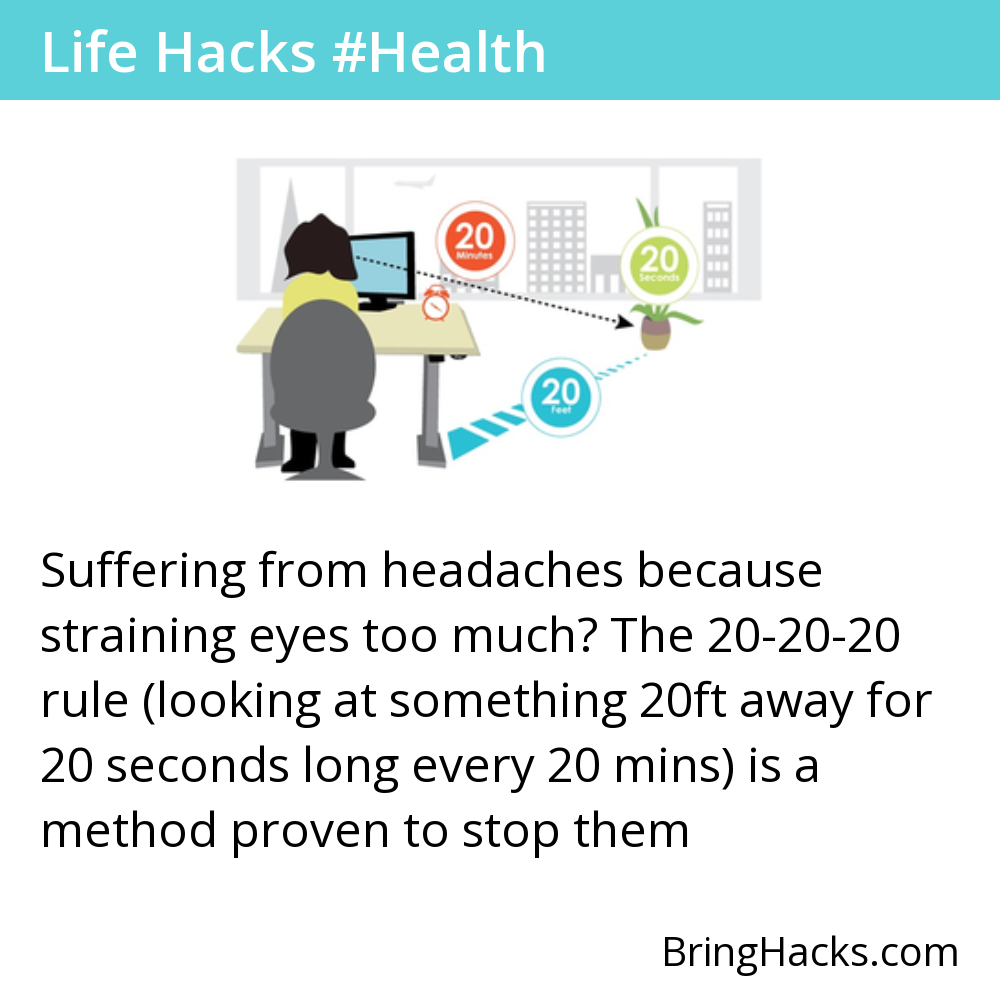 Life Hacks #Health
20
Minutes
20
Seconds
20
Feet
Suffering from headaches because
straining eyes too much? The 20-20-20
rule (looking at something 20ft away for
20 seconds long every 20 mins) is a
method proven to stop them
BringHacks.com